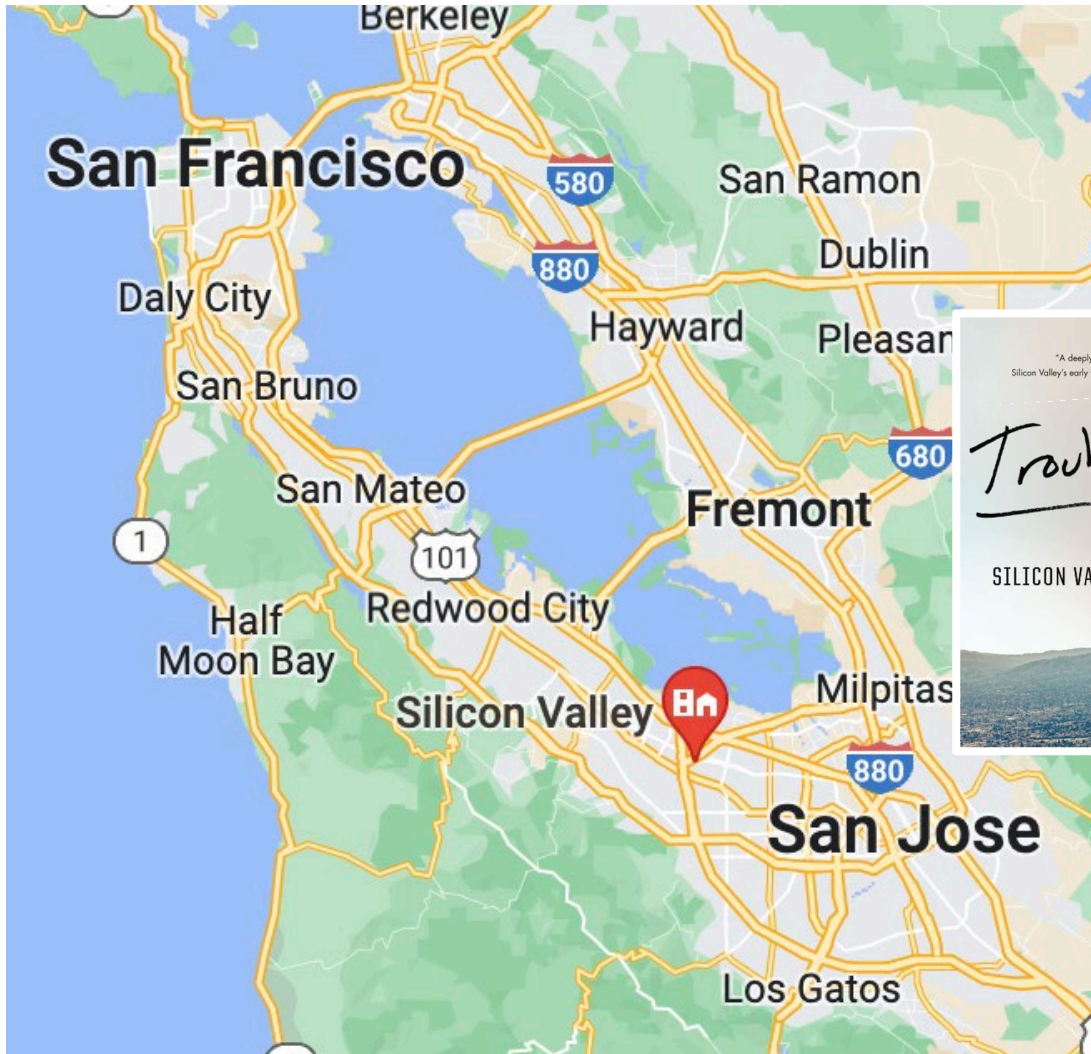 Berkeley
San Francisco
580
San Ramon
880
Dublin
Daly City
Hayward
Pleasan
San Bruno
"A deeply
Silicon Valley's early
680
Trou
San Mateo
Fremont
1
101
SILICON VA
Redwood City
Half
Moon Bay
Silicon Valley
Milpitas
880
San Jose
Los Gatos